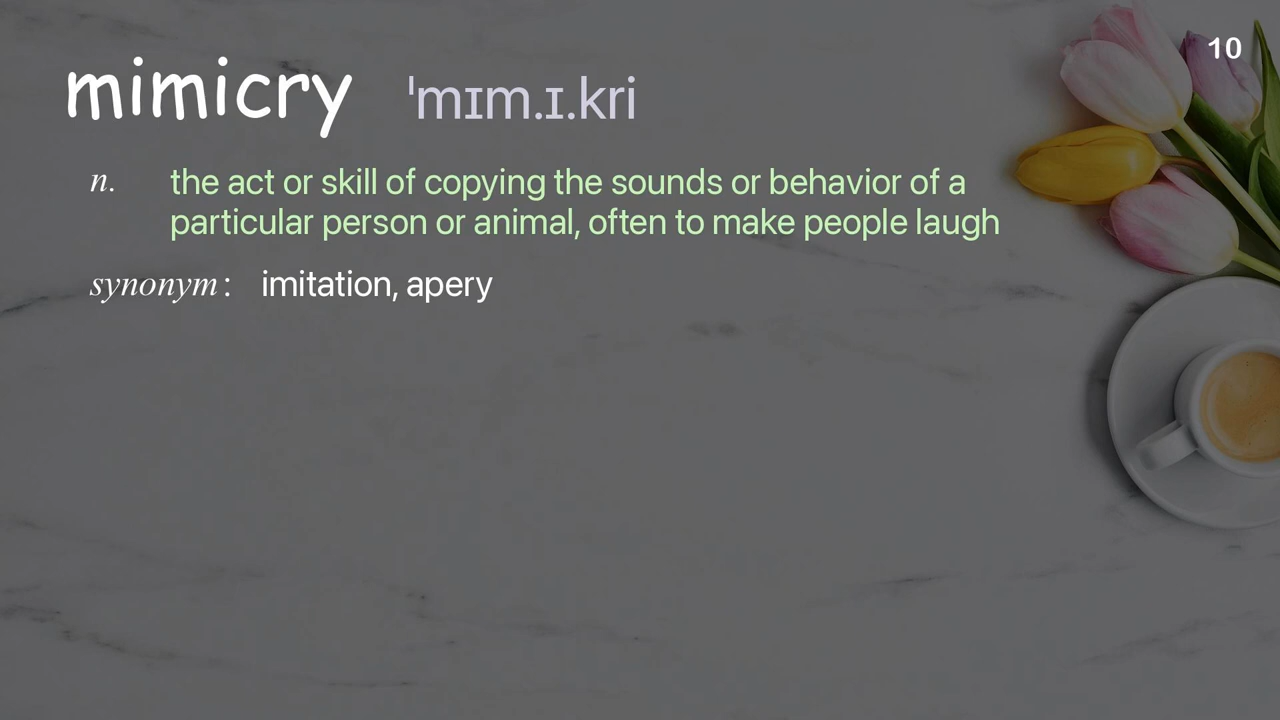 10
mimicry ˈmɪm.ɪ.kri
n. the act or skill of copying the sounds or behavior of a
particular person or animal, often to make people laugh
synonym : imitation, apery